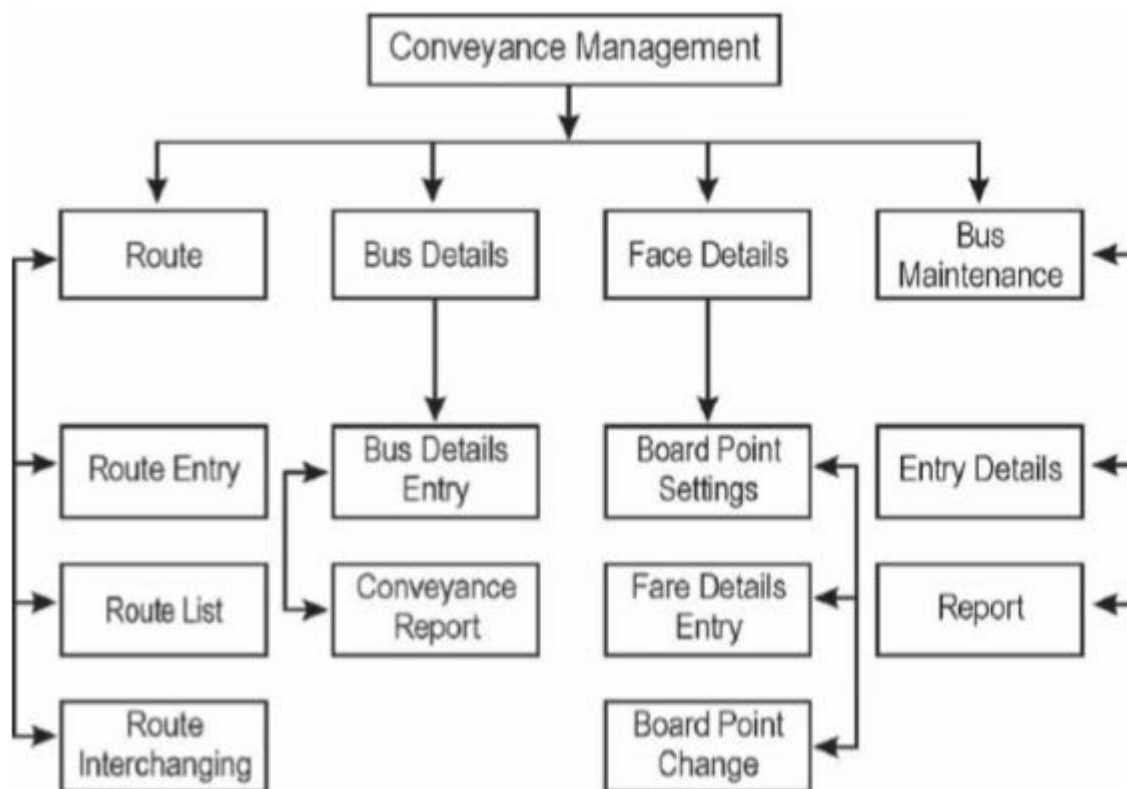 Conveyance Management
Route
Bus Details
Face Details
Bus
Maintenance
Route Entry
Bus Details
Entry
Board Point
Settings
Entry Details
Route List
Conveyance
Report
Fare Details
Entry
Report
Route
Interchanging
Board Point
Change